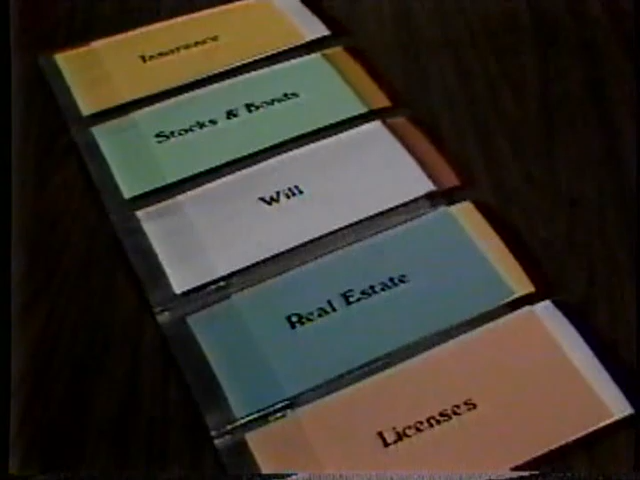 Insurance
Stocks & Bonds
Will
Real Estate
Licenses